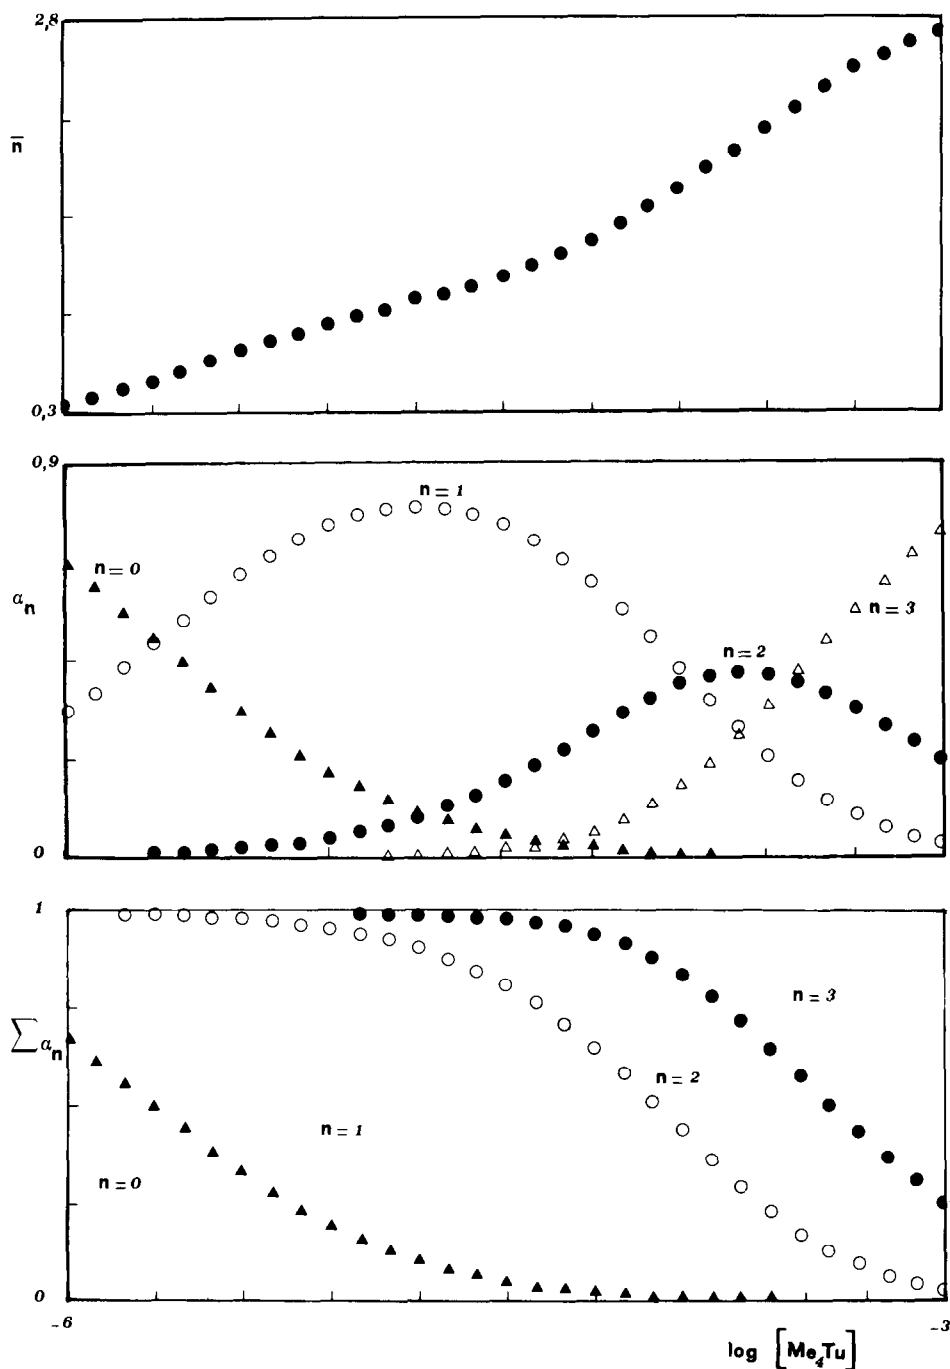 2,8
n̄
0,3
0,9
n = 1
n = 0
αn
n = 3
n = 2
0
1
n = 3
∑ αn
n = 2
n = 1
n = 0
0
-6
-3
log [Me4Tu]